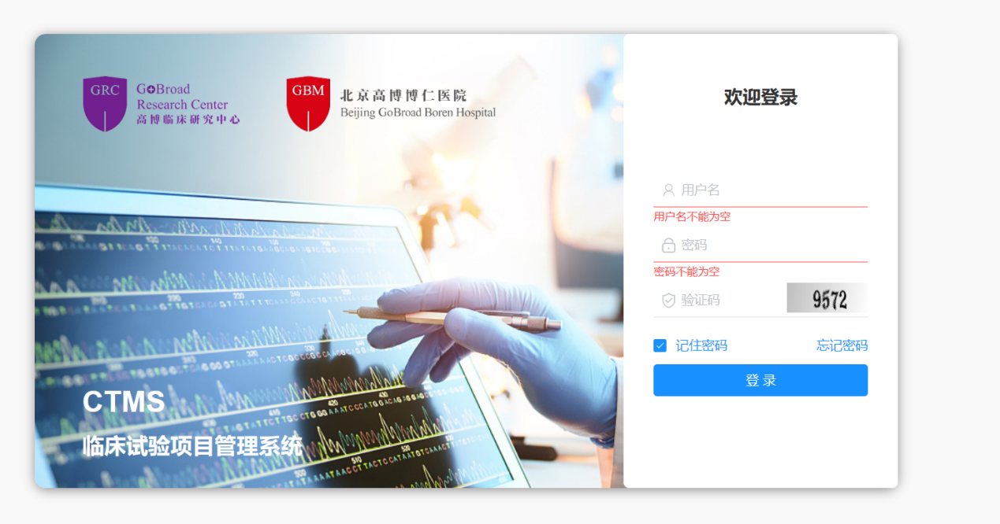 GRC
GoBroad
Research Center
高博临床研究中心
GBM
北京高博博仁医院
Beijing GoBroad Boren Hospital
CTMS
临床试验项目管理系统
欢迎登录
用户名
用户名不能为空
密码
密码不能为空
验证码
9572
记住密码
忘记密码
登 录